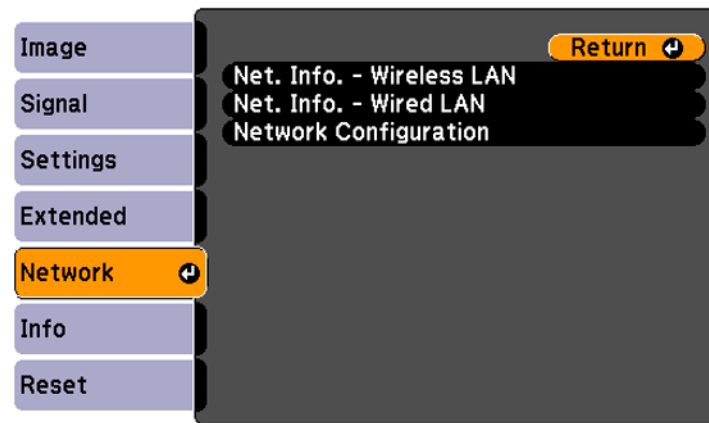 Image
Signal
Settings
Extended
Network
Info
Reset
Return
Net. Info. - Wireless LAN
Net. Info. - Wired LAN
Network Configuration